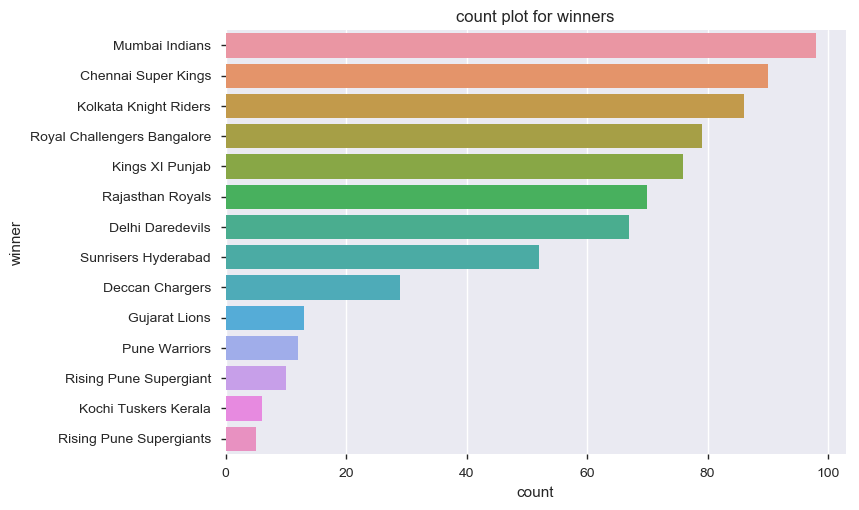 count plot for winners
Mumbai Indians
Chennai Super Kings
Kolkata Knight Riders
Royal Challengers Bangalore
Kings XI Punjab
Rajasthan Royals
Delhi Daredevils
Sunrisers Hyderabad
Deccan Chargers
Gujarat Lions
Pune Warriors
Rising Pune Supergiant
Kochi Tuskers Kerala
Rising Pune Supergiants
winner
0 20 40 60 80 100
count